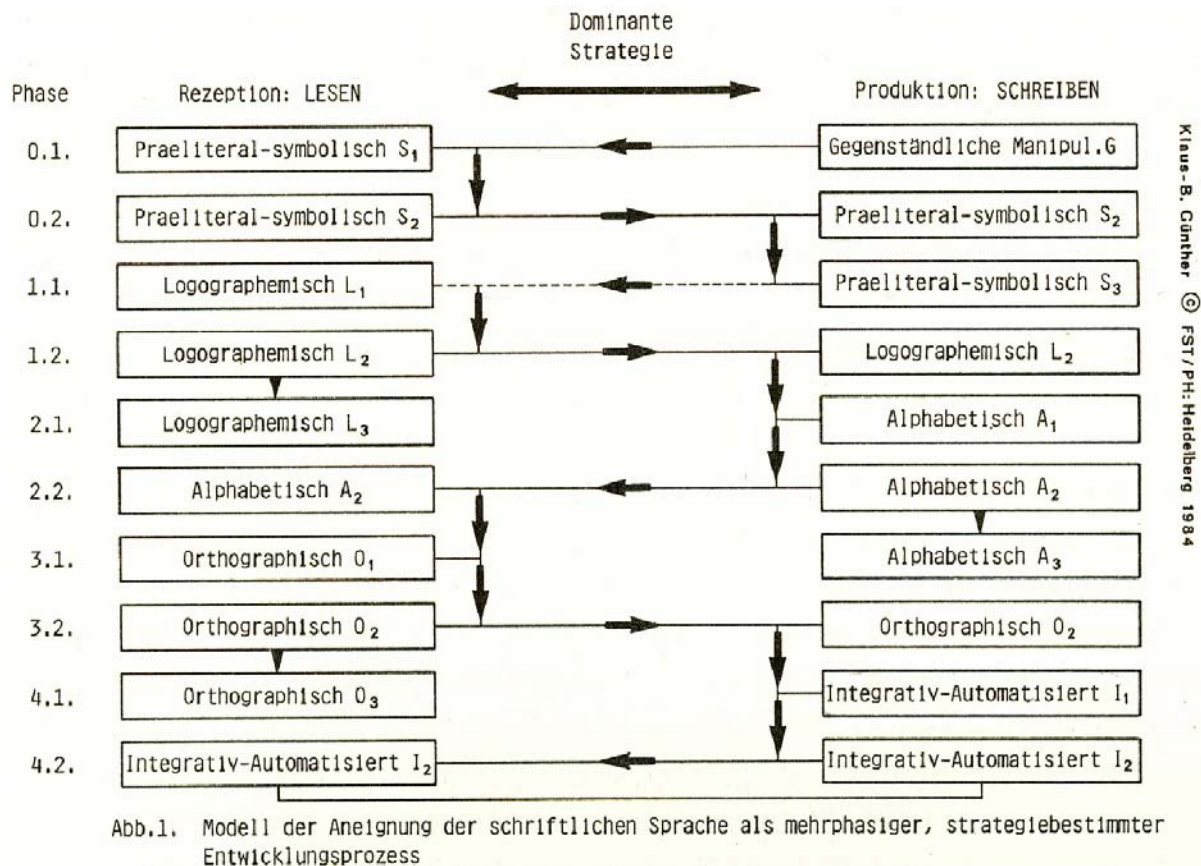 Dominante
Strategie
Phase Rezeption: LESEN Produktion: SCHREIBEN
0.1. Praeliteral-symbolisch S₁ Gegenständliche Manipul.G
0.2. Praeliteral-symbolisch S₂ Praeliteral-symbolisch S₂
1.1. Logographemisch L₁ Praeliteral-symbolisch S₃
1.2. Logographemisch L₂ Logographemisch L₂
2.1. Logographemisch L₃ Alphabetisch A₁
2.2. Alphabetisch A₂ Alphabetisch A₂
3.1. Orthographisch O₁ Alphabetisch A₃
3.2. Orthographisch O₂ Orthographisch O₂
4.1. Orthographisch O₃ Integrativ-Automatisiert I₁
4.2. Integrativ-Automatisiert I₂ Integrativ-Automatisiert I₂
Abb.1. Modell der Aneignung der schriftlichen Sprache als mehrphasiger, strategiebestimmter
Entwicklungsprozess
Klaus-B. Günther © FST/PH: Heidelberg 1984